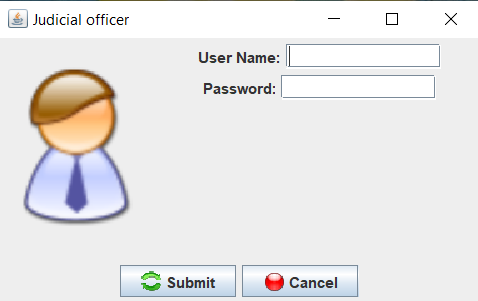 Judicial officer
User Name:
Password:
Submit
Cancel